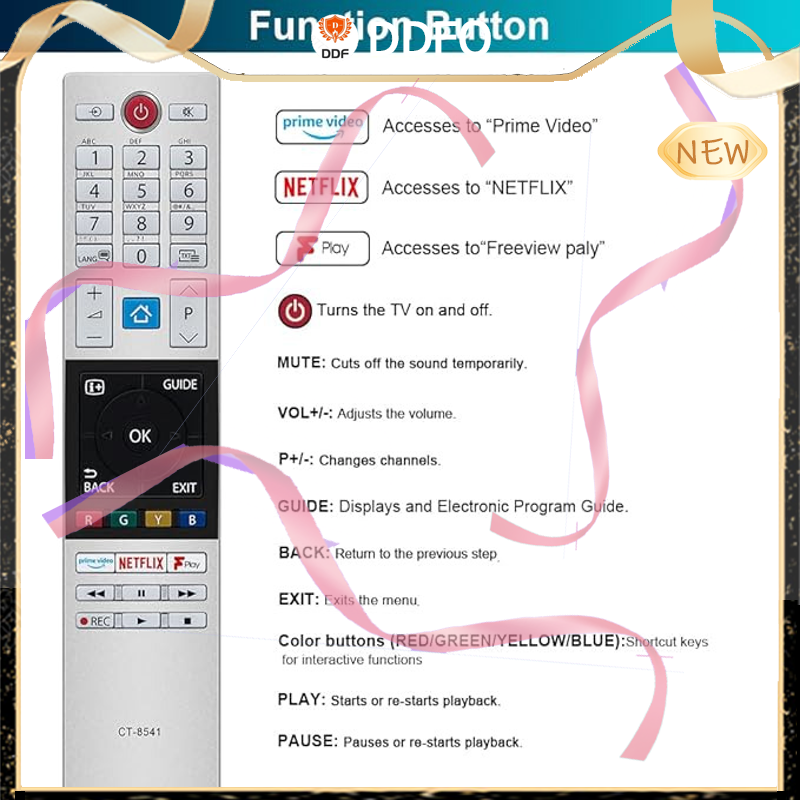 Function Button
DDFO
DDF
NEW
prime video Accesses to “Prime Video”
NETFLIX Accesses to “NETFLIX”
Play Accesses to“Freeview paly”
Turns the TV on and off.
MUTE: Cuts off the sound temporarily.
VOL+/-: Adjusts the volume.
P+/-: Changes channels.
GUIDE: Displays and Electronic Program Guide.
BACK: Return to the previous step.
EXIT: Exits the menu.
Color buttons (RED/GREEN/YELLOW/BLUE):Shortcut keys
for interactive functions
PLAY: Starts or re-starts playback.
PAUSE: Pauses or re-starts playback.
ABC DEF GHI
1 2 3
JKL MNO PQRS
4 5 6
TUV WXYZ
7 8 9
LANG 0 TXT
+
P
−
GUIDE
OK
BACK EXIT
R G Y B
prime video NETFLIX F Play
REC
CT-8541